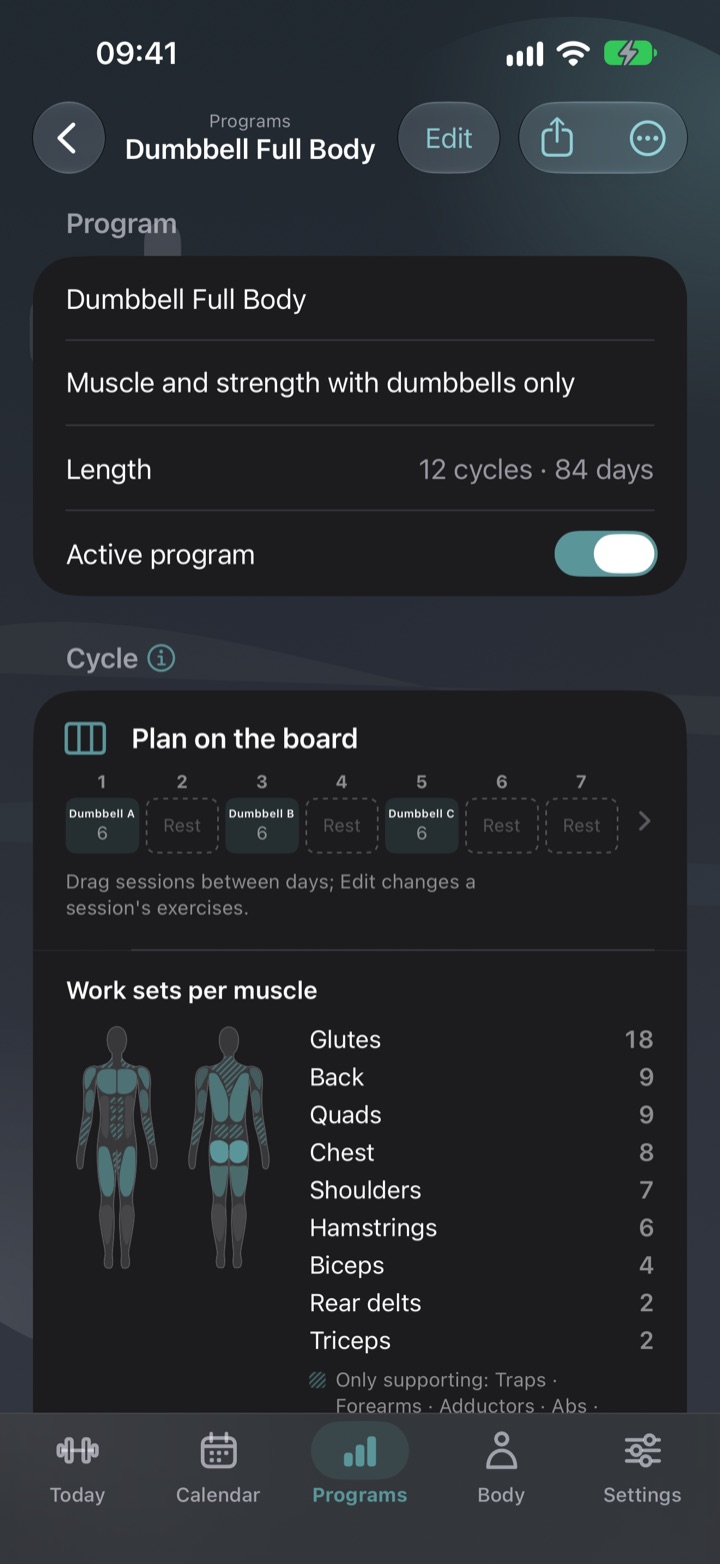 09:41
Programs
Dumbbell Full Body
Edit
Program
Dumbbell Full Body
Muscle and strength with dumbbells only
Length 12 cycles · 84 days
Active program
Cycle
Plan on the board
1 2 3 4 5 6 7
Dumbbell A Dumbbell B Dumbbell C
6 Rest 6 Rest 6 Rest Rest
Drag sessions between days; Edit changes a
session's exercises.
Work sets per muscle
Glutes 18
Back 9
Quads 9
Chest 8
Shoulders 7
Hamstrings 6
Biceps 4
Rear delts 2
Triceps 2
Only supporting: Traps ·
Forearms · Adductors · Abs ·
Today Calendar Programs Body Settings